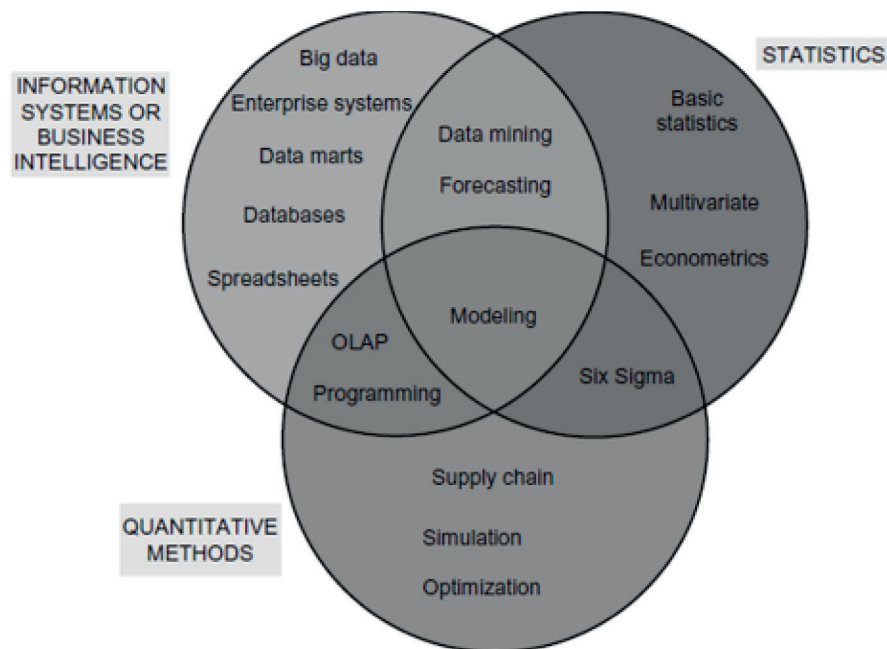 INFORMATION
SYSTEMS OR
BUSINESS
INTELLIGENCE
STATISTICS
Big data
Enterprise systems
Data marts
Databases
Spreadsheets
Data mining
Forecasting
Basic
statistics
Multivariate
Econometrics
Modeling
OLAP
Programming
Six Sigma
QUANTITATIVE
METHODS
Supply chain
Simulation
Optimization